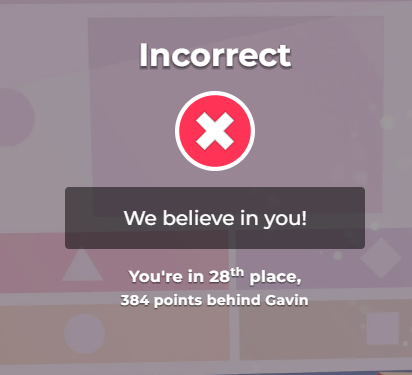 Incorrect
We believe in you!
You're in 28th place,
384 points behind Gavin